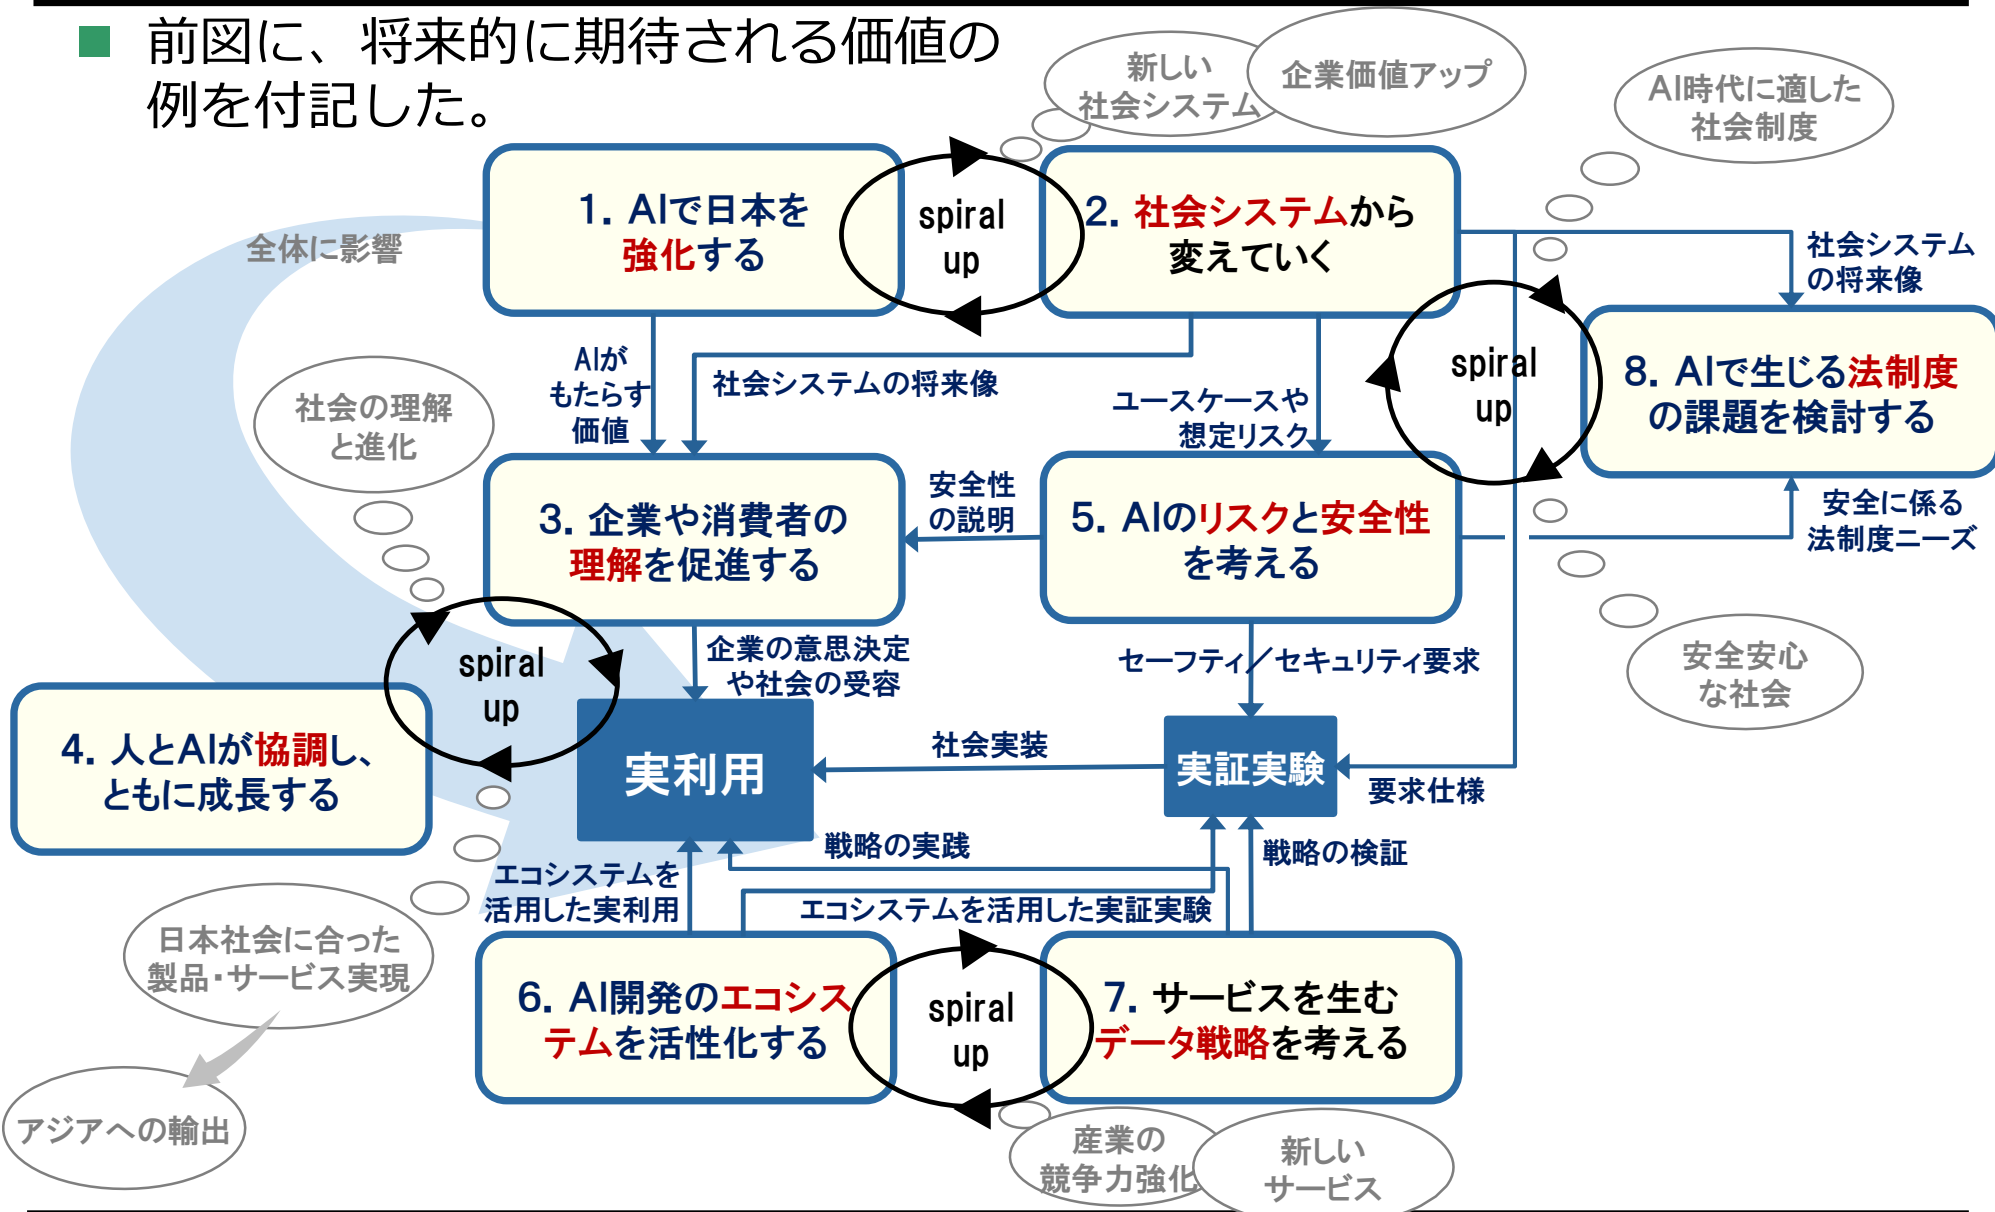 前図に、将来的に期待される価値の
例を付記した。
新しい
社会システム
企業価値アップ
AI時代に適した
社会制度
1. AIで日本を
強化する
spiral
up
2. 社会システムから
変えていく
全体に影響
社会システム
の将来像
AIが
もたらす
価値
社会システムの将来像
ユースケースや
想定リスク
spiral
up
8. AIで生じる法制度
の課題を検討する
社会の理解
と進化
3. 企業や消費者の
理解を促進する
安全性
の説明
5. AIのリスクと安全性
を考える
安全に係る
法制度ニーズ
spiral
up
企業の意思決定
や社会の受容
セーフティ／セキュリティ要求
安全安心
な社会
4. 人とAIが協調し、
ともに成長する
実利用
社会実装
実証実験
要求仕様
戦略の実践
戦略の検証
エコシステムを
活用した実利用
エコシステムを活用した実証実験
日本社会に合った
製品・サービス実現
6. AI開発のエコシス
テムを活性化する
spiral
up
7. サービスを生む
データ戦略を考える
アジアへの輸出
産業の
競争力強化
新しい
サービス